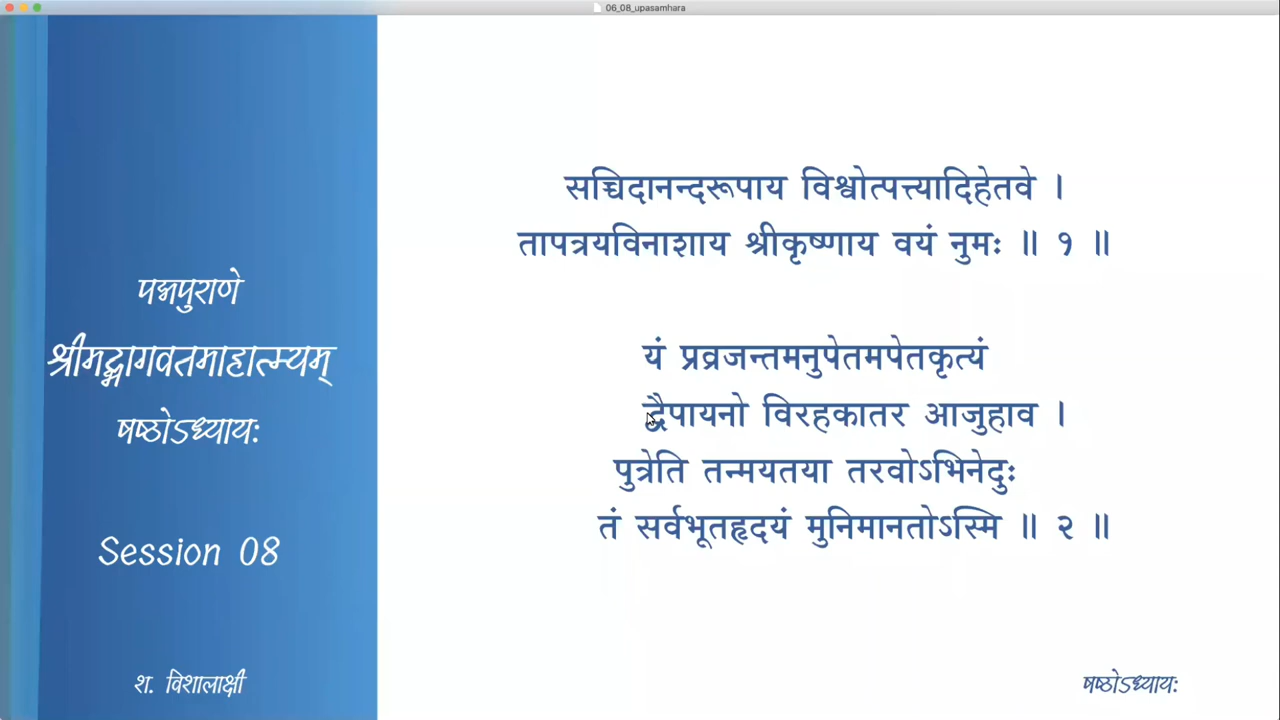 06_08_upasamhara
पद्मपुराणे
श्रीमद्भागवतमाहात्म्यम्
षष्ठोऽध्यायः
Session 08
श. विशालाक्षी
सच्चिदानन्दरूपाय विश्वोत्पत्त्यादिहेतवे ।
तापत्रयविनाशाय श्रीकृष्णाय वयं नुमः ॥ १ ॥
यं प्रव्रजन्तमनुपेतमपेतकृत्यं
द्वैपायनो विरहकातर आजुहाव ।
पुत्रेति तन्मयतया तरवोऽभिनेदुः
तं सर्वभूतहृदयं मुनिमानतोऽस्मि ॥ २ ॥
षष्ठोऽध्यायः